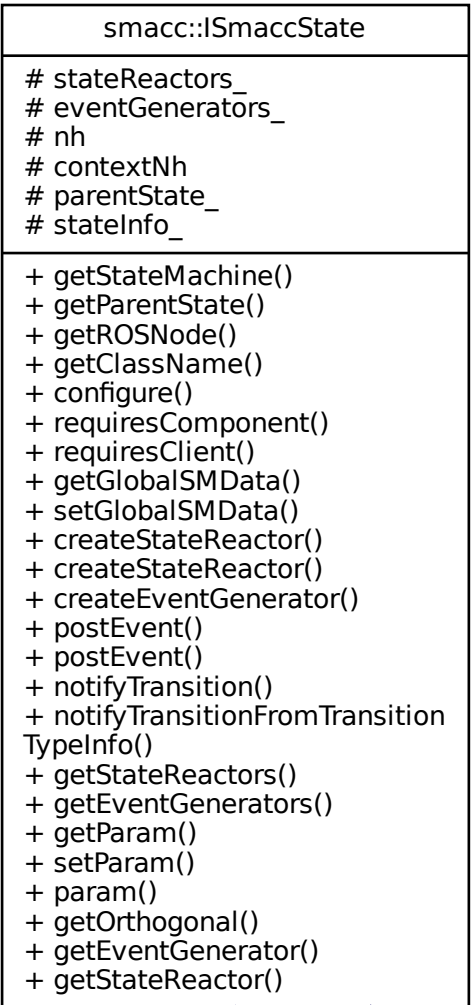 smacc::ISmaccState
# stateReactors_
# eventGenerators_
# nh
# contextNh
# parentState_
# stateInfo_
+ getStateMachine()
+ getParentState()
+ getROSNode()
+ getClassName()
+ configure()
+ requiresComponent()
+ requiresClient()
+ getGlobalSMData()
+ setGlobalSMData()
+ createStateReactor()
+ createStateReactor()
+ createEventGenerator()
+ postEvent()
+ postEvent()
+ notifyTransition()
+ notifyTransitionFromTransition
TypeInfo()
+ getStateReactors()
+ getEventGenerators()
+ getParam()
+ setParam()
+ param()
+ getOrthogonal()
+ getEventGenerator()
+ getStateReactor()